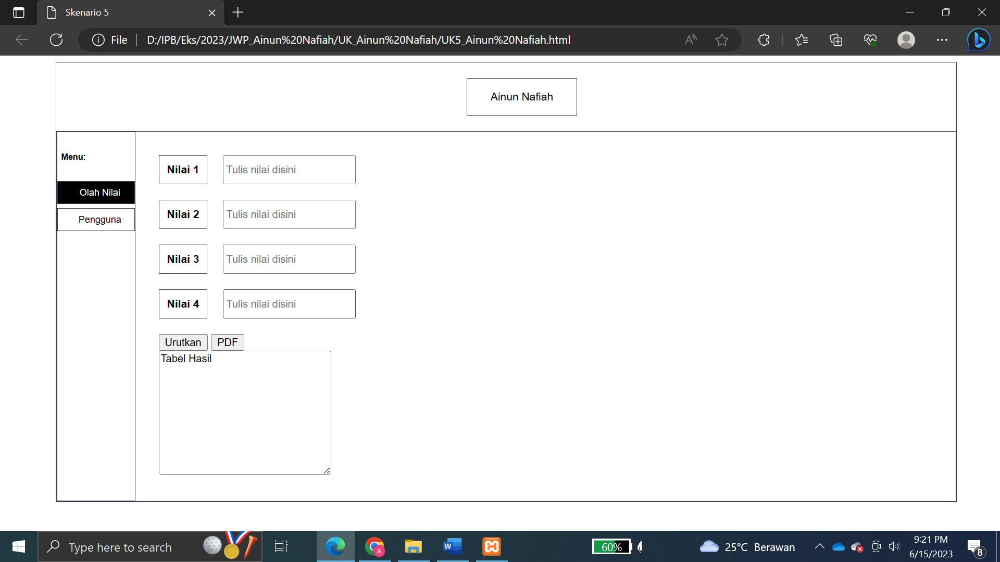 Skenario 5
File
D:/IPB/Eks/2023/JWP_Ainun%20Nafiah/UK_Ainun%20Nafiah/UK5_Ainun%20Nafiah.html
Ainun Nafiah
Menu:
Olah Nilai
Pengguna
Nilai 1
Tulis nilai disini
Nilai 2
Tulis nilai disini
Nilai 3
Tulis nilai disini
Nilai 4
Tulis nilai disini
Urutkan
PDF
Tabel Hasil
Type here to search
60%
25°C Berawan
9:21 PM
6/15/2023
8